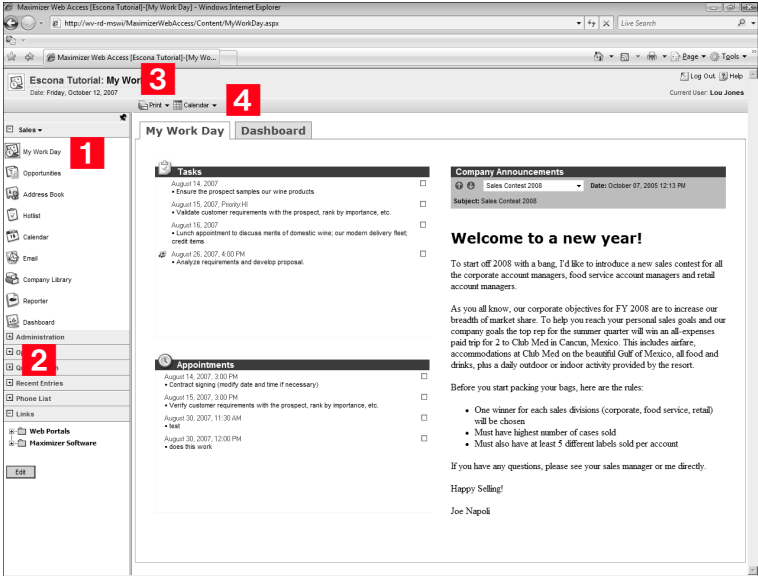 Maximizer Web Access [Escona Tutorial]-[My Work Day] - Windows Internet Explorer
http://wv-rd-mswi/MaximizerWebAccess/Content/MyWorkDay.aspx
Live Search
Maximizer Web Access [Escona Tutorial]-[My Wo...
Page
Tools
Escona Tutorial: My Wor
3
Log Out
Help
Date: Friday, October 12, 2007
Current User: Lou Jones
Print
Calendar
4
Sales
1
My Work Day
Opportunities
Address Book
Hotlist
Calendar
Email
Company Library
Reporter
Dashboard
Administration
2
Recent Entries
Phone List
Links
Web Portals
Maximizer Software
Edit
My Work Day
Dashboard
Tasks
August 14, 2007
• Ensure the prospect samples our wine products
August 15, 2007, Priority:HI
• Validate customer requirements with the prospect, rank by importance, etc.
August 16, 2007
• Lunch appointment to discuss merits of domestic wine; our modern delivery fleet;
credit items
August 26, 2007, 4:00 PM
• Analyze requirements and develop proposal.
Appointments
August 14, 2007, 3:00 PM
• Contract signing (modify date and time if necessary)
August 15, 2007, 3:00 PM
• Verify customer requirements with the prospect, rank by importance, etc.
August 30, 2007, 11:30 AM
• test
August 30, 2007, 12:00 PM
• does this work
Company Announcements
Sales Contest 2008
Date: October 07, 2005 12:13 PM
Subject: Sales Contest 2008
Welcome to a new year!
To start off 2008 with a bang, I'd like to introduce a new sales contest for all
the corporate account managers, food service account managers and retail
account managers.
As you all know, our corporate objectives for FY 2008 are to increase our
breadth of market share. To help you reach your personal sales goals and our
company goals the top rep for the summer quarter will win an all-expenses
paid trip for 2 to Club Med in Cancun, Mexico. This includes airfare,
accommodations at Club Med on the beautiful Gulf of Mexico, all food and
drinks, plus a daily outdoor or indoor activity provided by the resort.
Before you start packing your bags, here are the rules:
• One winner for each sales divisions (corporate, food service, retail)
will be chosen
• Must have highest number of cases sold
• Must also have at least 5 different labels sold per account
If you have any questions, please see your sales manager or me directly.
Happy Selling!
Joe Napoli